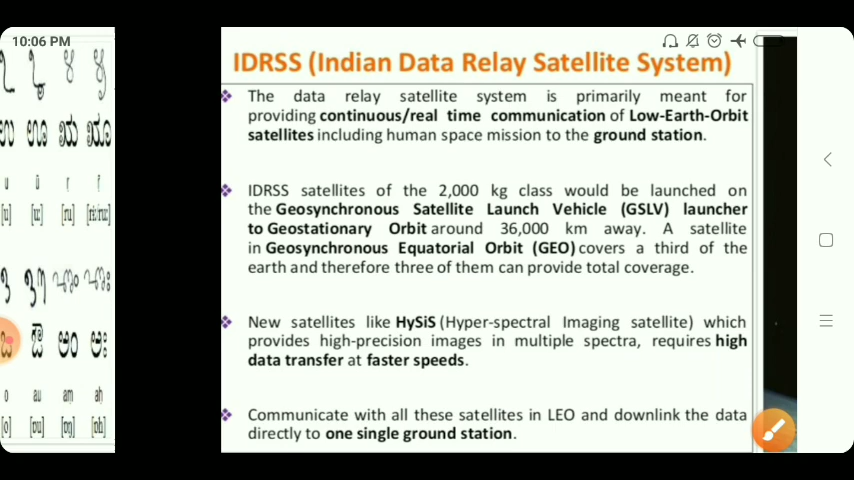 10:06 PM
IDRSS (Indian Data Relay Satellite System)
The data relay satellite system is primarily meant for
providing continuous/real time communication of Low-Earth-Orbit
satellites including human space mission to the ground station.
IDRSS satellites of the 2,000 kg class would be launched on
the Geosynchronous Satellite Launch Vehicle (GSLV) launcher
to Geostationary Orbit around 36,000 km away. A satellite
in Geosynchronous Equatorial Orbit (GEO) covers a third of the
earth and therefore three of them can provide total coverage.
New satellites like HySiS (Hyper-spectral Imaging satellite) which
provides high-precision images in multiple spectra, requires high
data transfer at faster speeds.
Communicate with all these satellites in LEO and downlink the data
directly to one single ground station.
ಉ ಊ ಋ ೠ
u ū r r̄
[u] [uː] [ru]
ಔ ಅಂ ಅಃ
o au aṃ aḥ
[o]